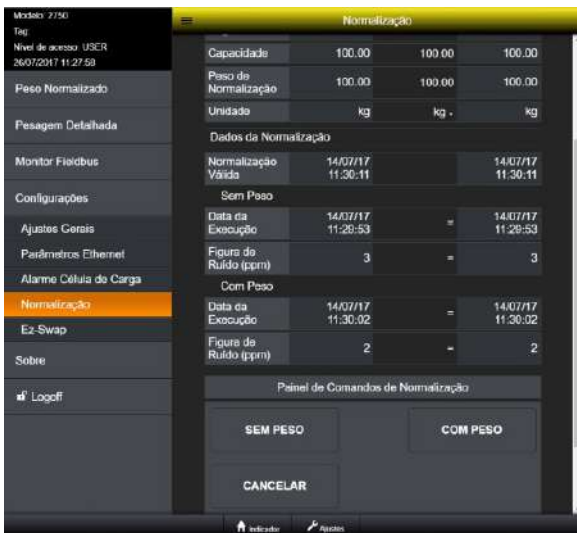 Modelo: 2750
Tag:
Nível de acesso: USER
26/07/2017 11:27:58
Normalização
Peso Normalizado
Pesagem Detalhada
Monitor Fieldbus
Configurações
Ajustes Gerais
Parâmetros Ethernet
Alarme Célula de Carga
Normalização
Ez-Swap
Sobre
Logoff
Capacidade 100.00 100.00 100.00
Peso de Normalização 100.00 100.00 100.00
Unidade kg kg kg
Dados da Normalização
Normalização Válida 14/07/17 11:30:11 14/07/17 11:30:11
Sem Peso
Data da Execução 14/07/17 11:29:53 = 14/07/17 11:29:53
Figura de Ruído (ppm) 3 = 3
Com Peso
Data da Execução 14/07/17 11:30:02 = 14/07/17 11:30:02
Figura de Ruído (ppm) 2 = 2
Painel de Comandos de Normalização
SEM PESO COM PESO
CANCELAR
Indicador Ajustes